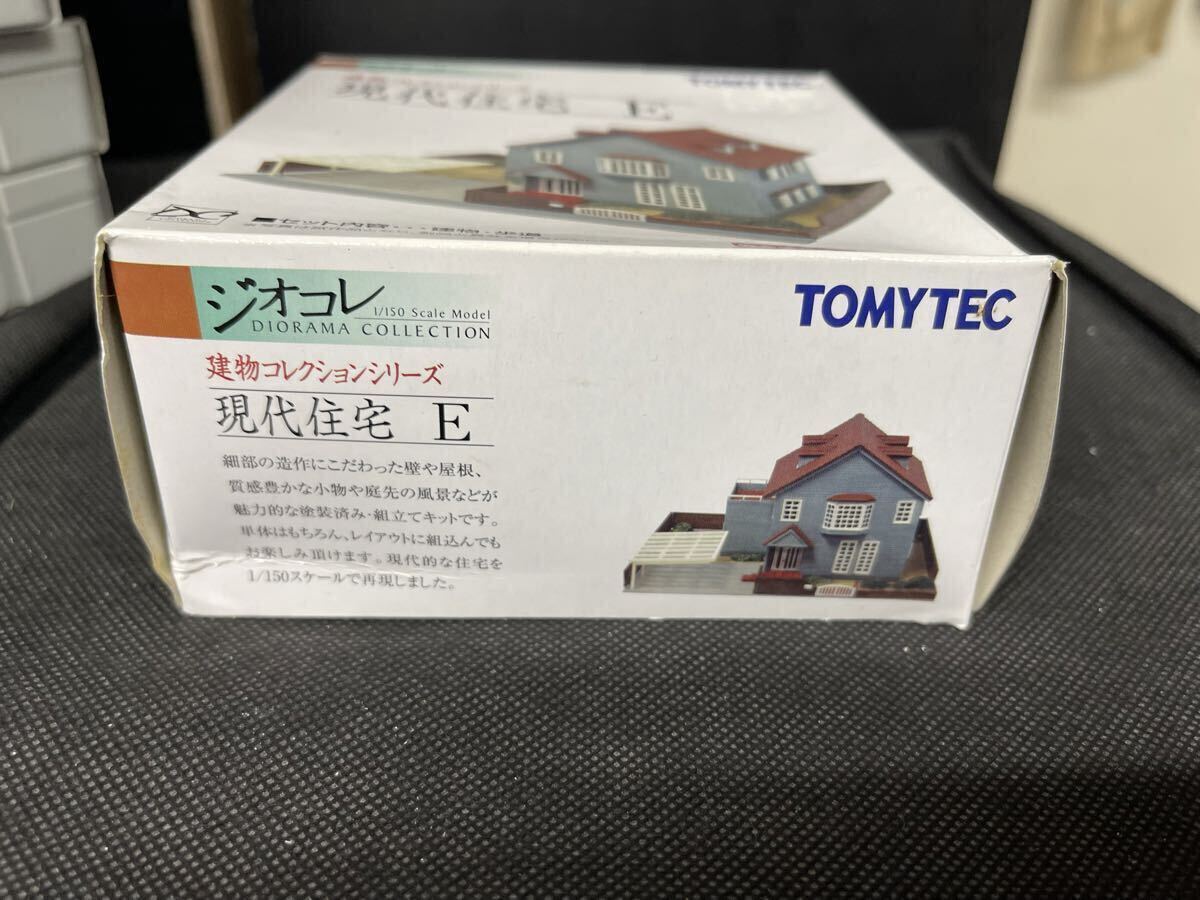 TOMYTEC
現代住宅 E
■セット内容・・・建物・歩道
ジオコレ
1/150 Scale Model
DIORAMA COLLECTION
TOMYTEC
建物コレクションシリーズ
現代住宅 E
細部の造作にこだわった壁や屋根、
質感豊かな小物や庭先の風景などが
魅力的な塗装済み・組立てキットです。
単体はもちろん、レイアウトに組込んでも
お楽しみ頂けます。現代的な住宅を
1/150スケールで再現しました。